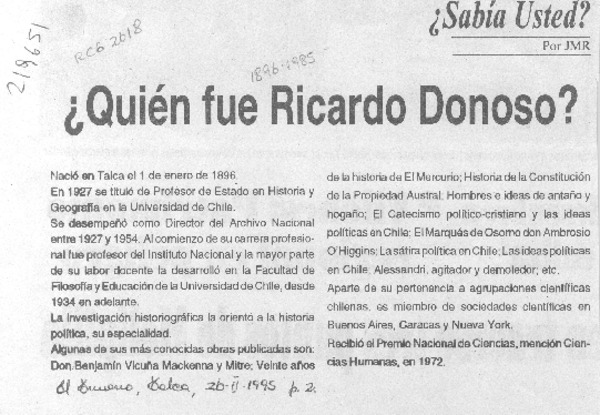 ¿Sabía Usted?
Por JMR
219651
RCG 2618
1896-1985
¿Quién fue Ricardo Donoso?
Nació en Talca el 1 de enero de 1896.
En 1927 se tituló de Profesor de Estado en Historia y
Geografía en la Universidad de Chile.
Se desempeñó como Director del Archivo Nacional
entre 1927 y 1954. Al comienzo de su carrera profesio-
nal fue profesor del Instituto Nacional y la mayor parte
de su labor docente la desarrolló en la Facultad de
Filosofía y Educación de la Universidad de Chile, desde
1934 en adelante.
La investigación historiográfica la orientó a la historia
política, su especialidad.
Algunas de sus más conocidas obras publicadas son:
Don Benjamín Vicuña Mackenna y Mitre; Veinte años
de la historia de El Mercurio; Historia de la Constitución
de la Propiedad Austral; Hombres e ideas de antaño y
hogaño; El Catecismo político-cristiano y las ideas
políticas en Chile; El Marqués de Osorno don Ambrosio
O'Higgins; La sátira política en Chile; Las ideas políticas
en Chile, Alessandri, agitador y demoledor; etc.
Aparte de su pertenencia a agrupaciones científicas
chilenas, es miembro de sociedades científicas en
Buenos Aires, Caracas y Nueva York.
Recibió el Premio Nacional de Ciencias, mención Cien-
cias Humanas, en 1972.
El , Talca, 26-II-1995 p. 2.